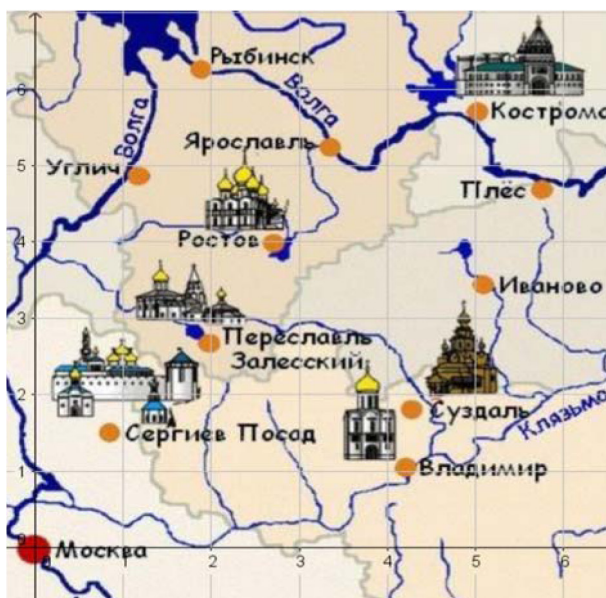 Рыбинск
6
Волга
Кострома
Волга
Ярославль
5
Углич
Плёс
4
Ростов
Иваново
3
Переславль
Залесский
2
Суздаль
Клязьма
Сергиев Посад
1
Владимир
0
Москва
0
1
2
3
4
5
6